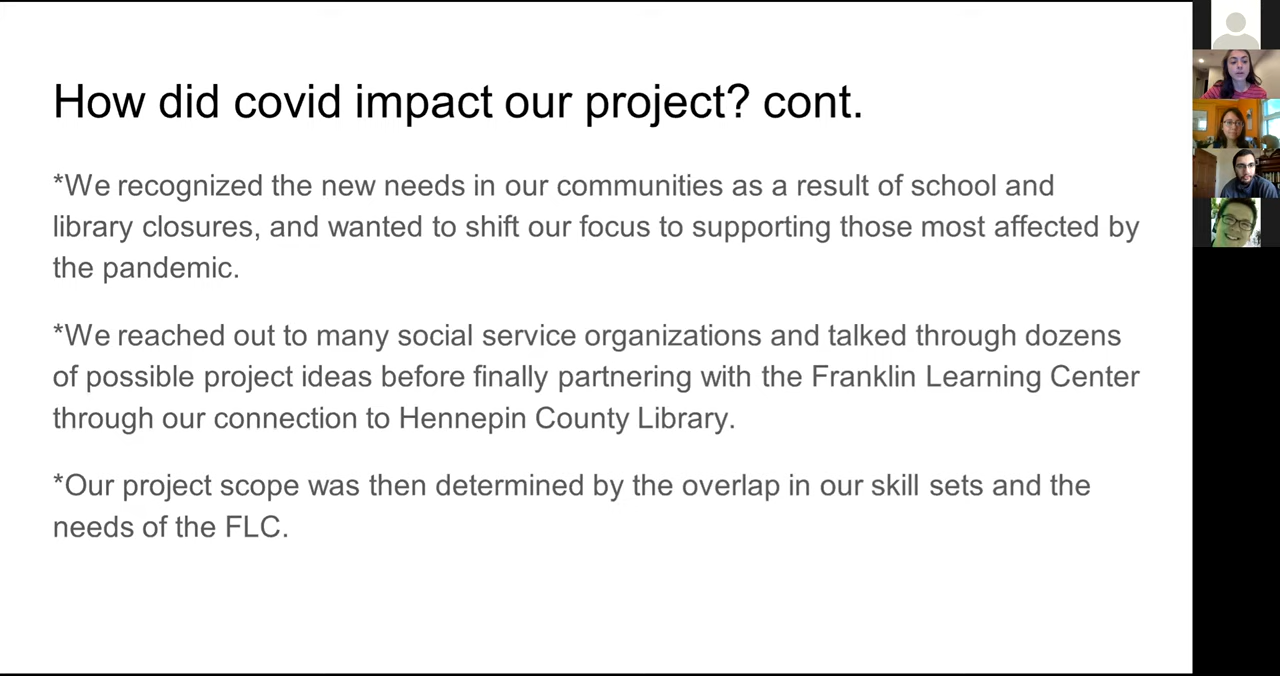 How did covid impact our project? cont.
*We recognized the new needs in our communities as a result of school and
library closures, and wanted to shift our focus to supporting those most affected by
the pandemic.
*We reached out to many social service organizations and talked through dozens
of possible project ideas before finally partnering with the Franklin Learning Center
through our connection to Hennepin County Library.
*Our project scope was then determined by the overlap in our skill sets and the
needs of the FLC.